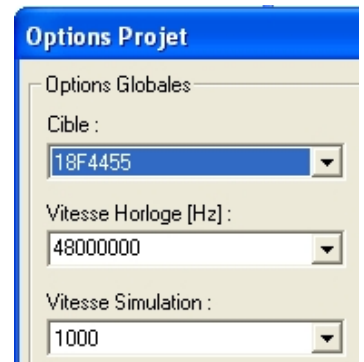 Options Projet
Options Globales
Cible :
18F4455
Vitesse Horloge [Hz] :
48000000
Vitesse Simulation :
1000